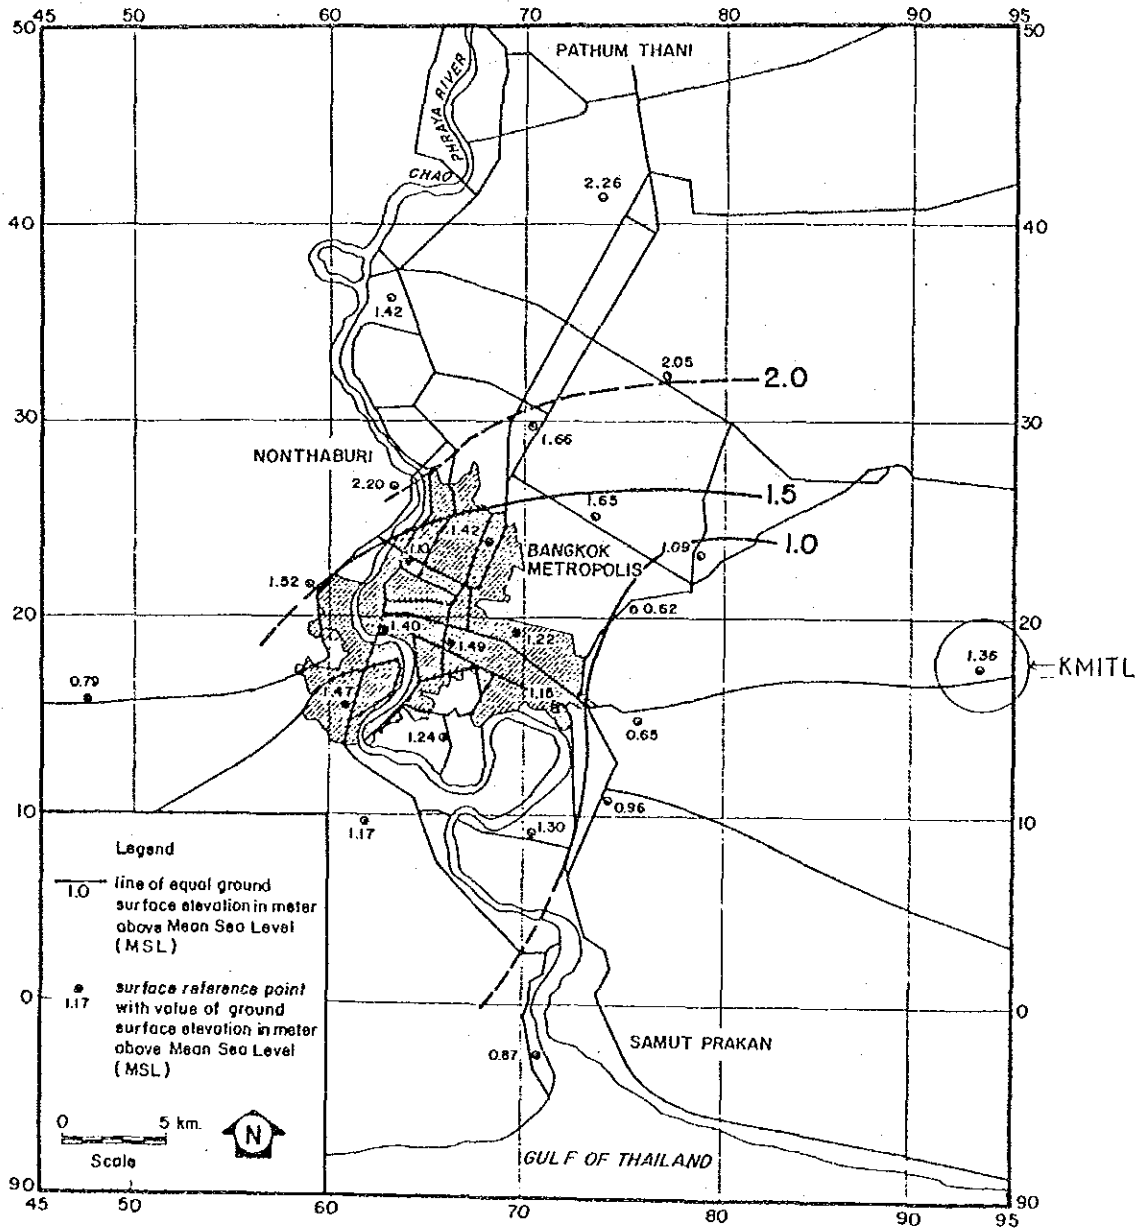 45 50 60 70 80 90 95
50 50
PATHUM THANI
PHRAYA RIVER
CHAO
2.26
40 40
1.42
2.05
2.0
30 30
1.66
NONTHABURI
2.20
1.5
1.65
1.42
1.0
1.10
BANGKOK
METROPOLIS
1.09
1.52
0.62
20 20
1.40
1.22
1.49
1.36
KMITL
0.79
1.47
1.18
1.24
0.65
0.96
10 10
1.17
1.30
Legend
1.0
line of equal ground
surface elevation in meter
above Mean Sea Level
(MSL)
0 0
1.17
surface reference point
with value of ground
surface elevation in meter
above Mean Sea Level
(MSL)
SAMUT PRAKAN
0.87
0 5 km.
Scale
N
GULF OF THAILAND
90 90
45 50 60 70 80 90 95